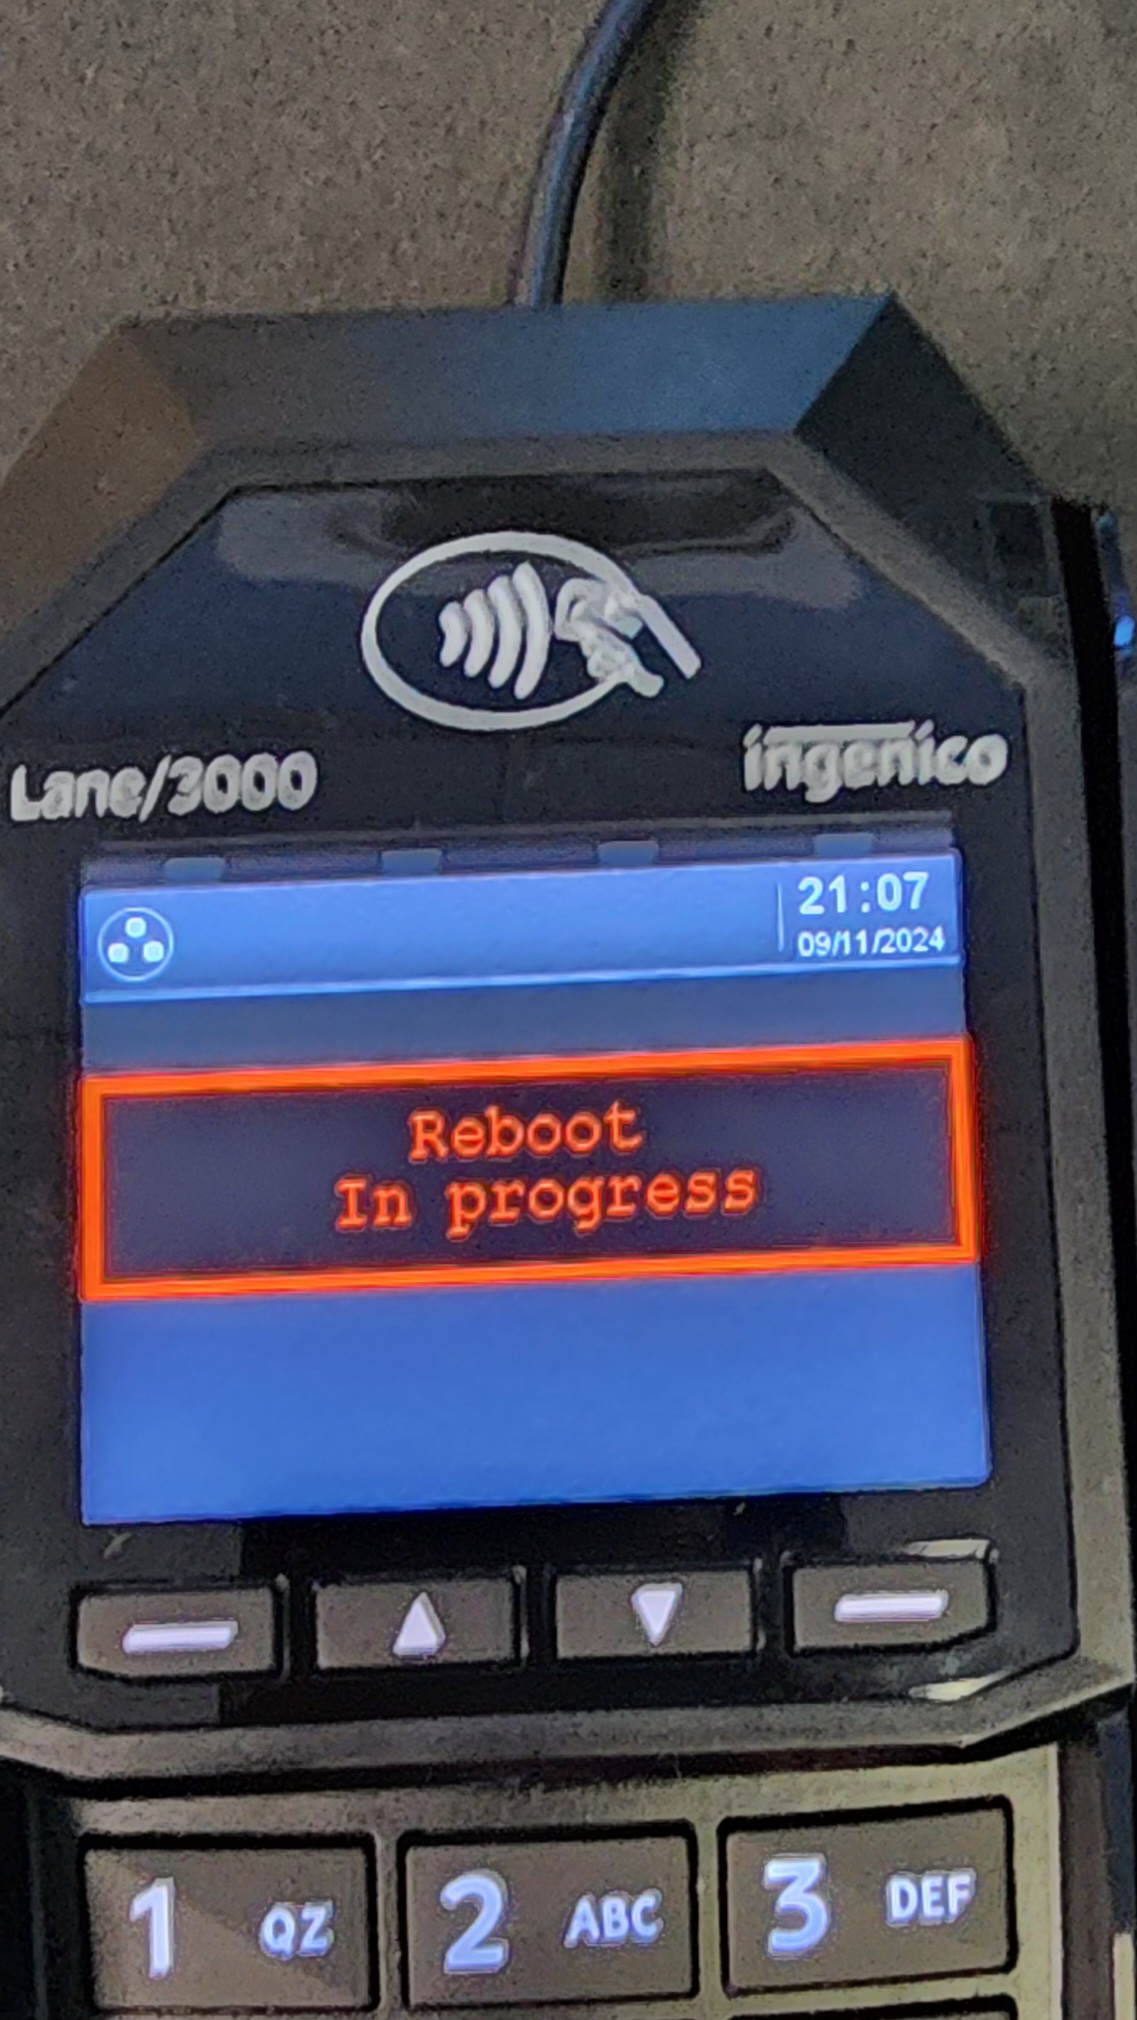 Lane/3000
ingenico
21:07
09/11/2024
Reboot
In progress
1 QZ
2 ABC
3 DEF